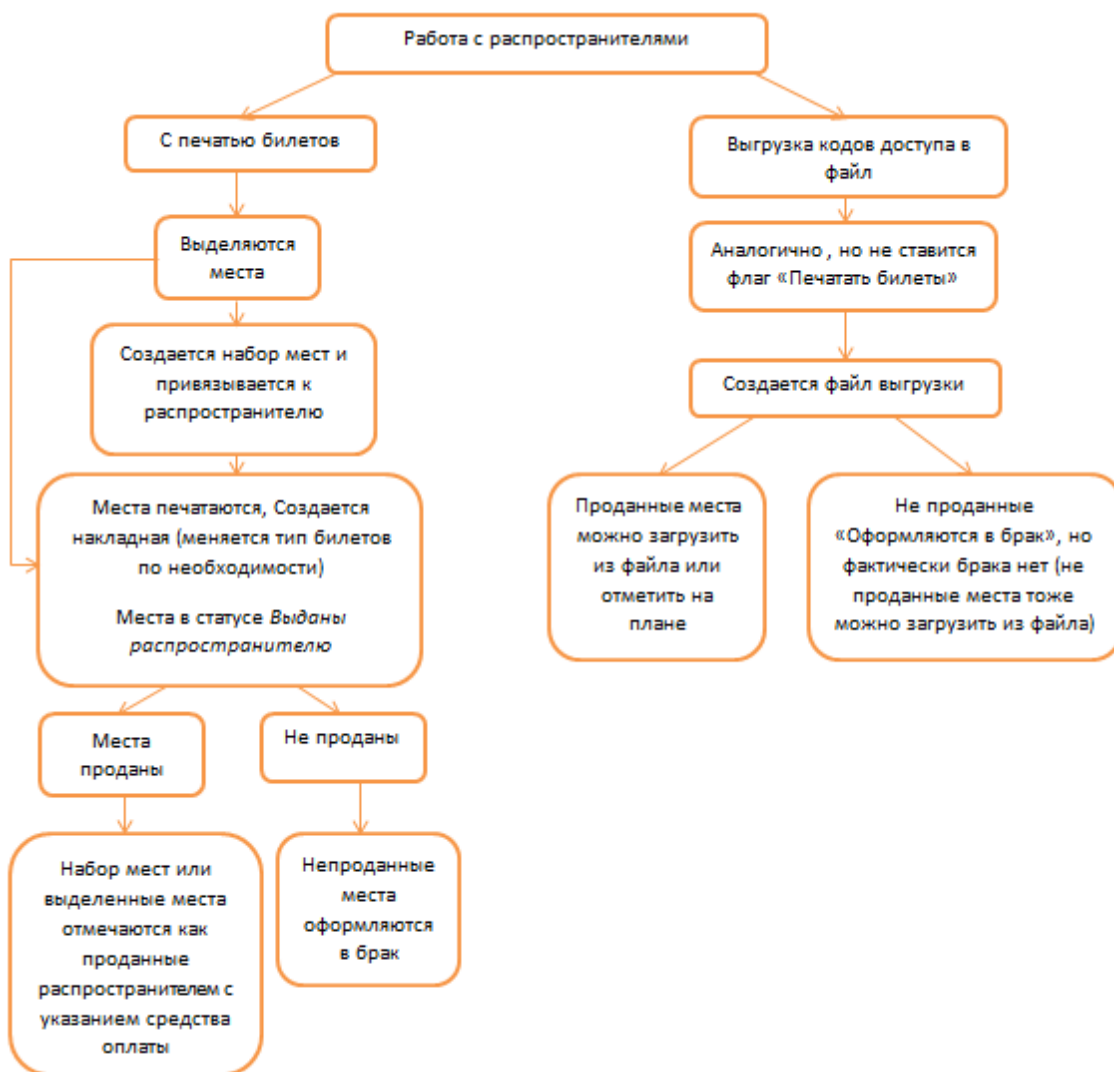 Работа с распространителями
С печатью билетов
Выделяются
места
Создается набор мест и
привязывается к
распространителю
Места печатаются, Создается
накладная (меняется тип билетов
по необходимости)
Места в статусе Выданы
распространителю
Места
проданы
Не проданы
Набор мест или
выделенные места
отмечаются как
проданные
распространителем с
указанием средства
оплаты
Непроданные
места
оформляются
в брак
Выгрузка кодов доступа в
файл
Аналогично , но не ставится
флаг «Печатать билеты»
Создается файл выгрузки
Проданные места
можно загрузить
из файла или
отметить на
плане
Не проданные
«Оформляются в брак», но
фактически брака нет (не
проданные места тоже
можно загрузить из файла)